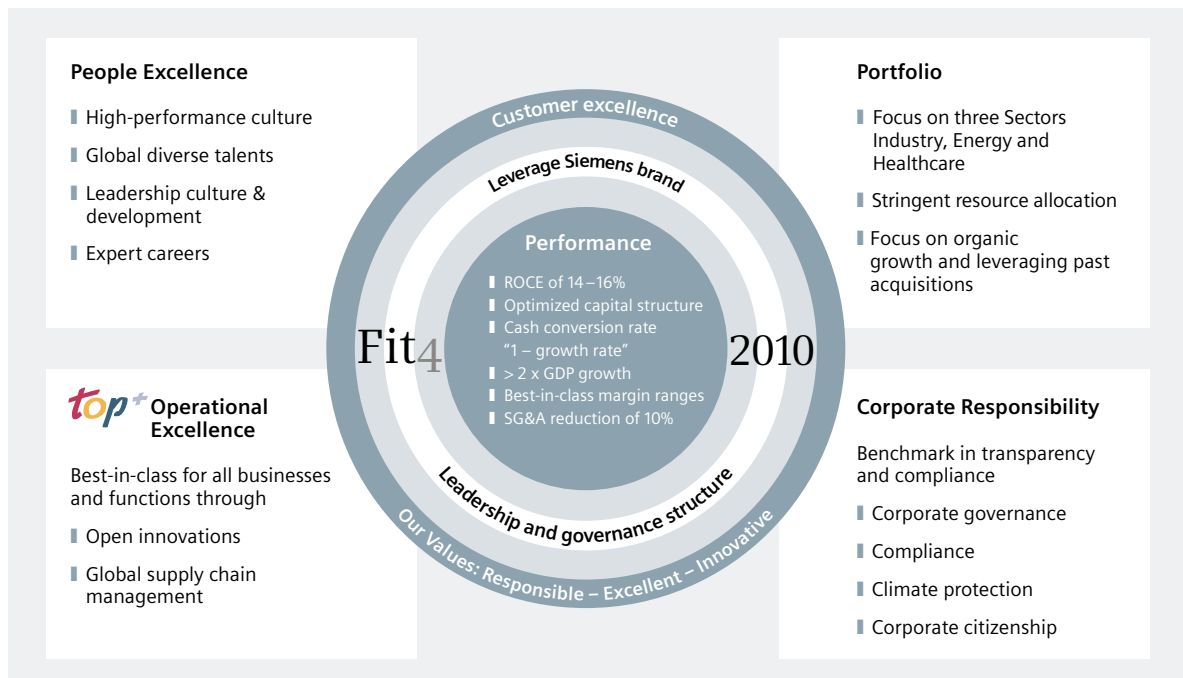 People Excellence
High-performance culture
Global diverse talents
Leadership culture &
development
Expert careers
Portfolio
Focus on three Sectors
Industry, Energy and
Healthcare
Stringent resource allocation
Focus on organic
growth and leveraging past
acquisitions
Customer excellence
Leverage Siemens brand
Performance
ROCE of 14–16%
Optimized capital structure
Cash conversion rate
“1 – growth rate”
> 2 x GDP growth
Best-in-class margin ranges
SG&A reduction of 10%
Fit4 2010
Leadership and governance structure
Our Values: Responsible – Excellent – Innovative
top+ Operational
Excellence
Best-in-class for all businesses
and functions through
Open innovations
Global supply chain
management
Corporate Responsibility
Benchmark in transparency
and compliance
Corporate governance
Compliance
Climate protection
Corporate citizenship